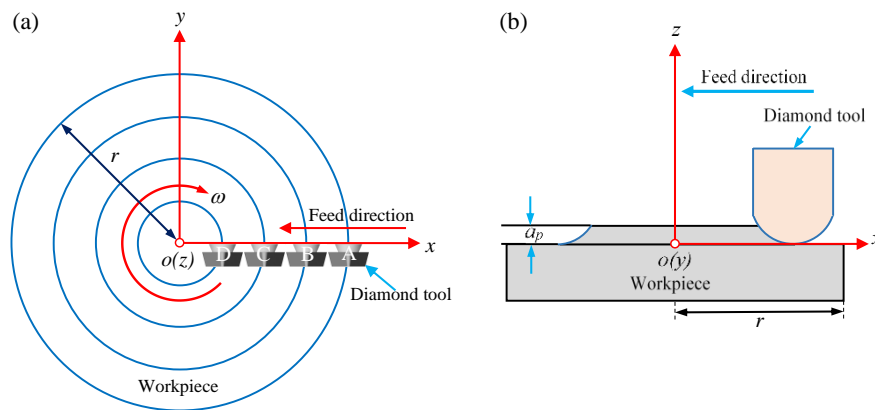 (a)
y
r
ω
Feed direction
x
o(z)
D
C
B
A
Diamond tool
Workpiece
(b)
z
Feed direction
Diamond tool
a_p
x
o(y)
Workpiece
r